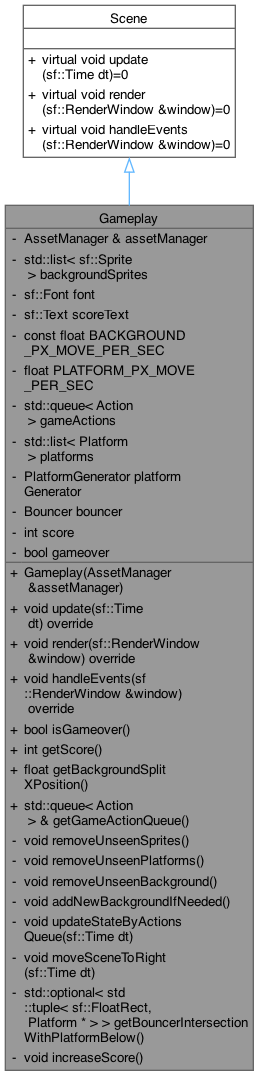 Scene
+ virtual void update
(sf::Time dt)=0
+ virtual void render
(sf::RenderWindow &window)=0
+ virtual void handleEvents
(sf::RenderWindow &window)=0
Gameplay
- AssetManager & assetManager
- std::list< sf::Sprite
> backgroundSprites
- sf::Font font
- sf::Text scoreText
- const float BACKGROUND
_PX_MOVE_PER_SEC
- float PLATFORM_PX_MOVE
_PER_SEC
- std::queue< Action
> gameActions
- std::list< Platform
> platforms
- PlatformGenerator platform
Generator
- Bouncer bouncer
- int score
- bool gameover
+ Gameplay(AssetManager
&assetManager)
+ void update(sf::Time
dt) override
+ void render(sf::RenderWindow
&window) override
+ void handleEvents(sf
::RenderWindow &window)
override
+ bool isGameover()
+ int getScore()
+ float getBackgroundSplit
XPosition()
+ std::queue< Action
> & getGameActionQueue()
- void removeUnseenSprites()
- void removeUnseenPlatforms()
- void removeUnseenBackground()
- void addNewBackgroundIfNeeded()
- void updateStateByActions
Queue(sf::Time dt)
- void moveSceneToRight
(sf::Time dt)
- std::optional< std
::tuple< sf::FloatRect,
Platform * > > getBouncerIntersection
WithPlatformBelow()
- void increaseScore()